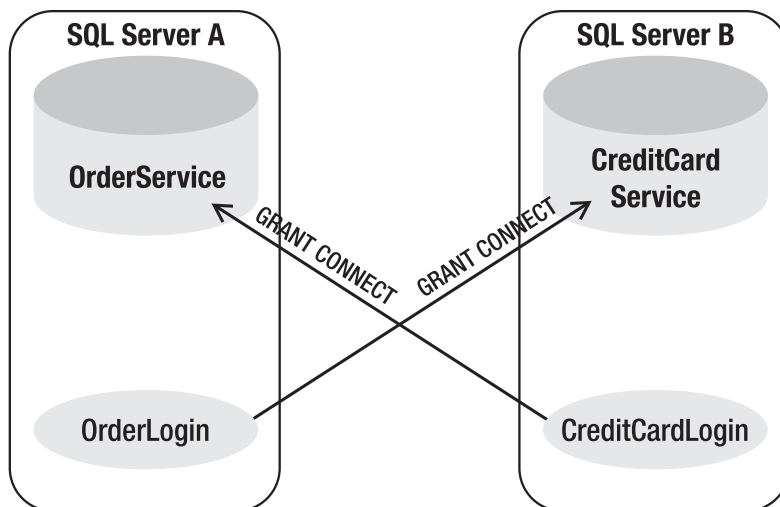 SQL Server A
SQL Server B
OrderService
CreditCard
Service
GRANT CONNECT
GRANT CONNECT
OrderLogin
CreditCardLogin